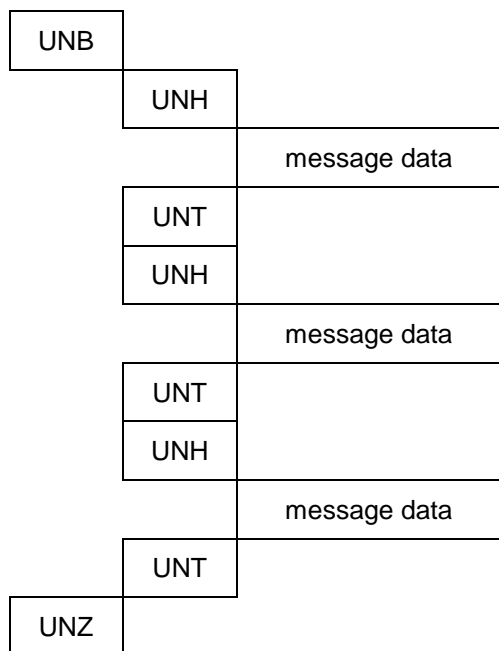 UNB
UNH
message data
UNT
UNH
message data
UNT
UNH
message data
UNT
UNZ